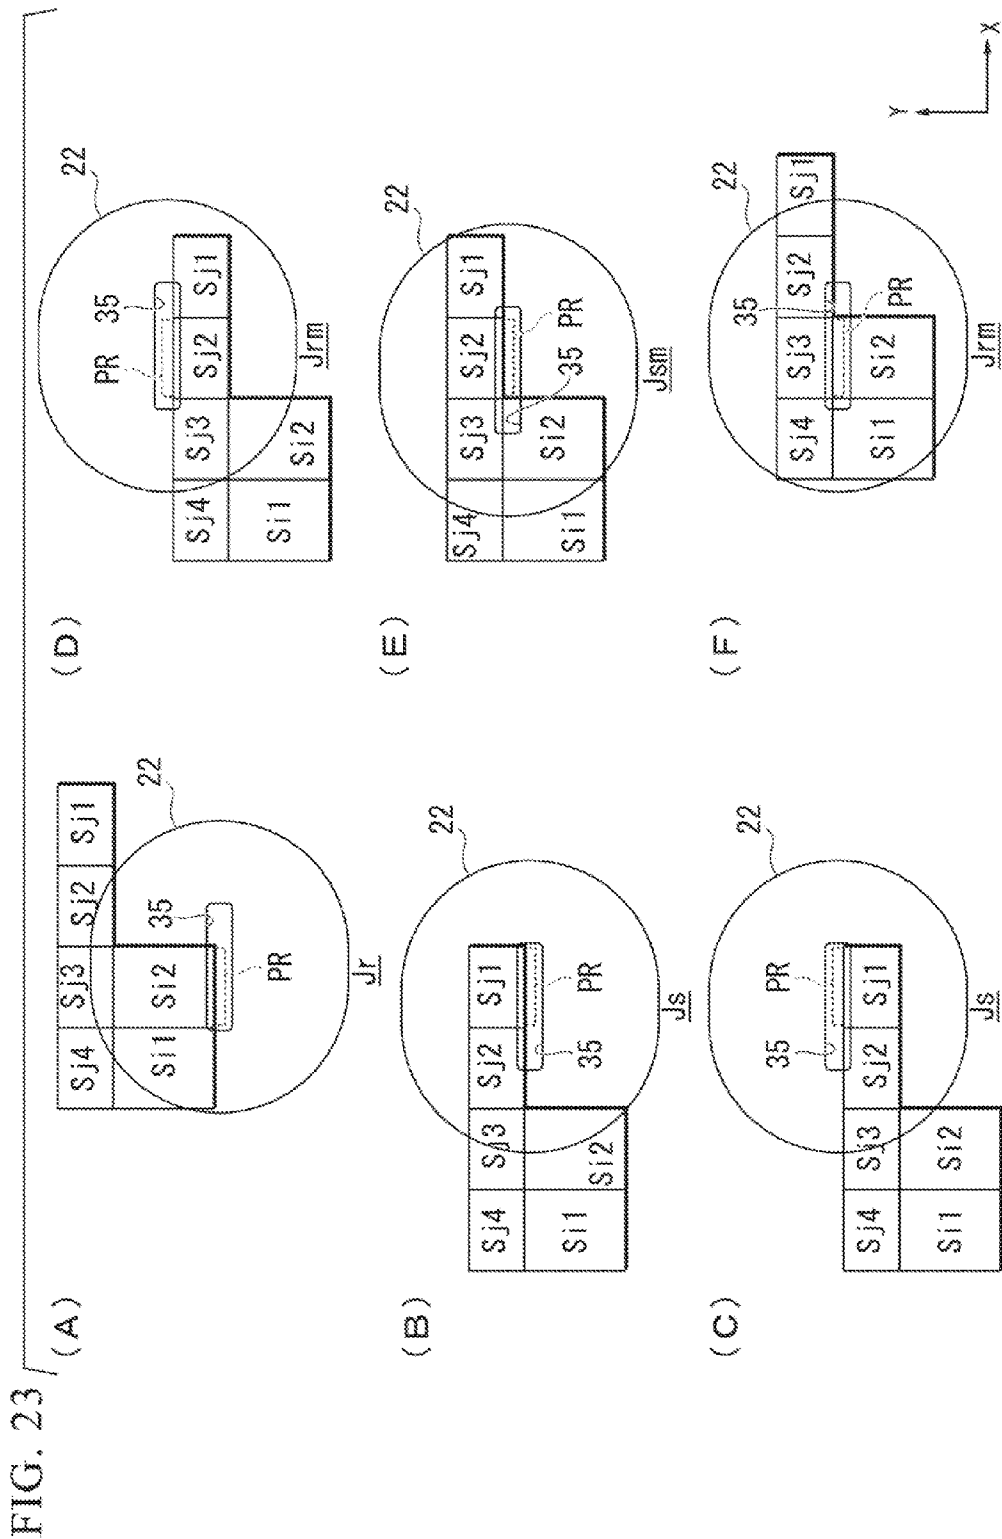 FIG. 23
(A)
Sj4 Sj3 Sj2 Sj1
22
Si1 Si2 35
PR
Jr
(B)
22
Sj4 Sj3 Sj2 Sj1
Si1 Si2 35 PR
Js
(C)
22
35 PR
Sj4 Sj3 Sj2 Sj1
Si1 Si2
Js
(D)
22
PR 35
Sj4 Sj3 Sj2 Sj1
Si1 Si2
Jrm
(E)
22
Sj4 Sj3 Sj2 Sj1
Si1 Si2 35 PR
Jsm
(F)
22
35
Sj4 Sj3 Sj2 Sj1
Si1 Si2 PR
Jrm
Y
X